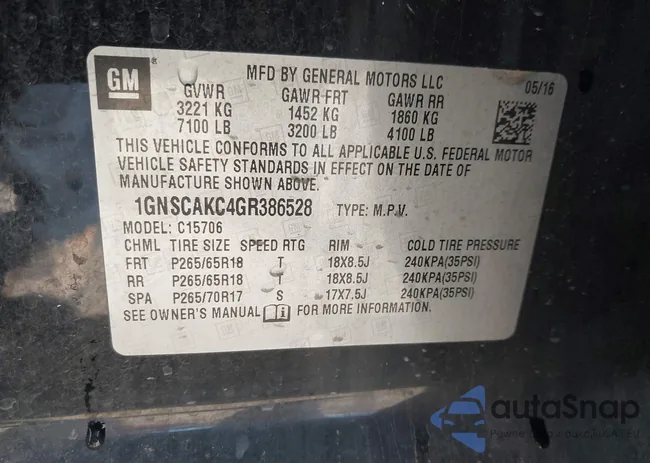 GM
MFD BY GENERAL MOTORS LLC
05/16
GVWR GAWR FRT GAWR RR
3221 KG 1452 KG 1860 KG
7100 LB 3200 LB 4100 LB
THIS VEHICLE CONFORMS TO ALL APPLICABLE U.S. FEDERAL MOTOR
VEHICLE SAFETY STANDARDS IN EFFECT ON THE DATE OF
MANUFACTURE SHOWN ABOVE.
1GNSCAKC4GR386528 TYPE: M.P.V.
MODEL: C15706
CHML TIRE SIZE SPEED RTG RIM COLD TIRE PRESSURE
FRT P265/65R18 T 18X8.5J 240KPA(35PSI)
RR P265/65R18 T 18X8.5J 240KPA(35PSI)
SPA P265/70R17 S 17X7.5J 240KPA(35PSI)
SEE OWNER'S MANUAL FOR MORE INFORMATION.
autoSnap